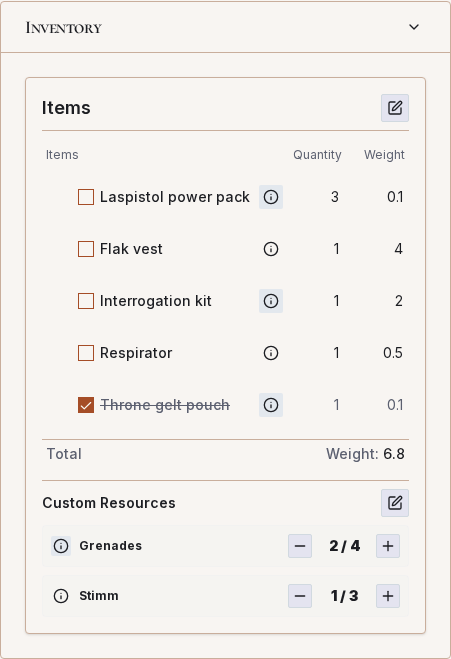 Inventory
Items
Items Quantity Weight
Laspistol power pack 3 0.1
Flak vest 1 4
Interrogation kit 1 2
Respirator 1 0.5
Throne gelt pouch 1 0.1
Total Weight: 6.8
Custom Resources
Grenades 2 / 4
Stimm 1 / 3